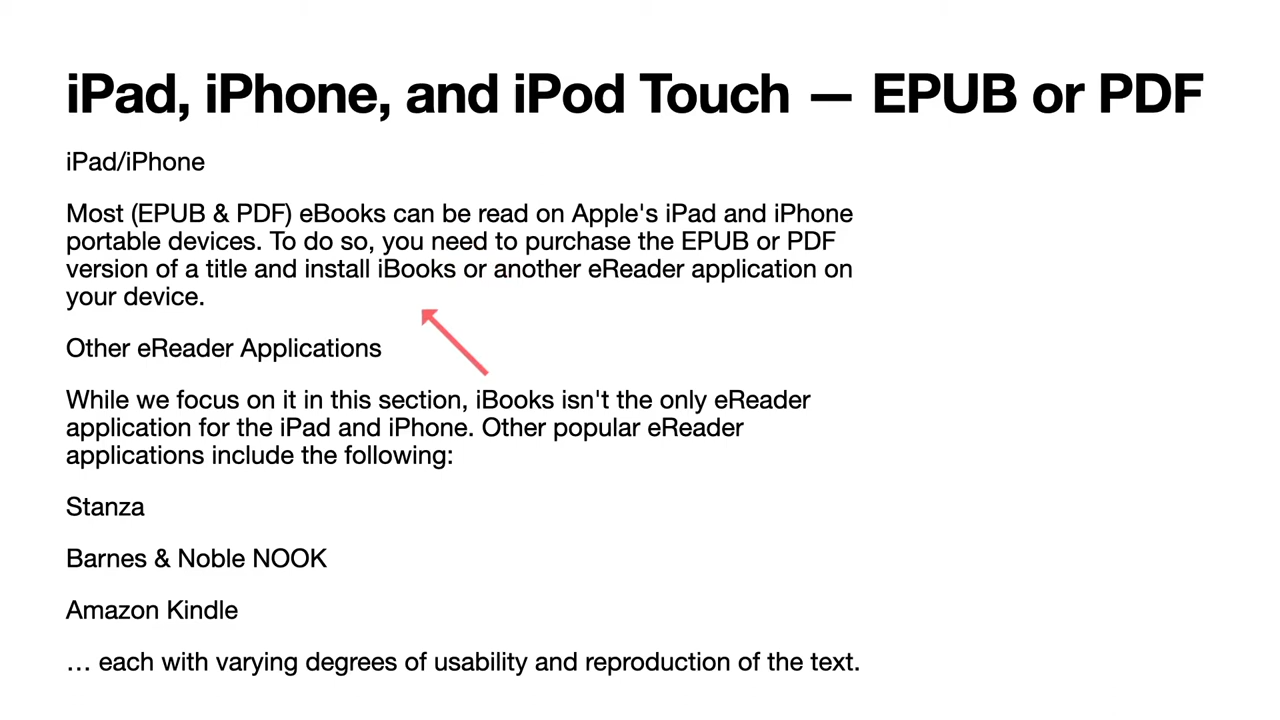 iPad, iPhone, and iPod Touch — EPUB or PDF
iPad/iPhone
Most (EPUB & PDF) eBooks can be read on Apple's iPad and iPhone
portable devices. To do so, you need to purchase the EPUB or PDF
version of a title and install iBooks or another eReader application on
your device.
Other eReader Applications
While we focus on it in this section, iBooks isn't the only eReader
application for the iPad and iPhone. Other popular eReader
applications include the following:
Stanza
Barnes & Noble NOOK
Amazon Kindle
… each with varying degrees of usability and reproduction of the text.